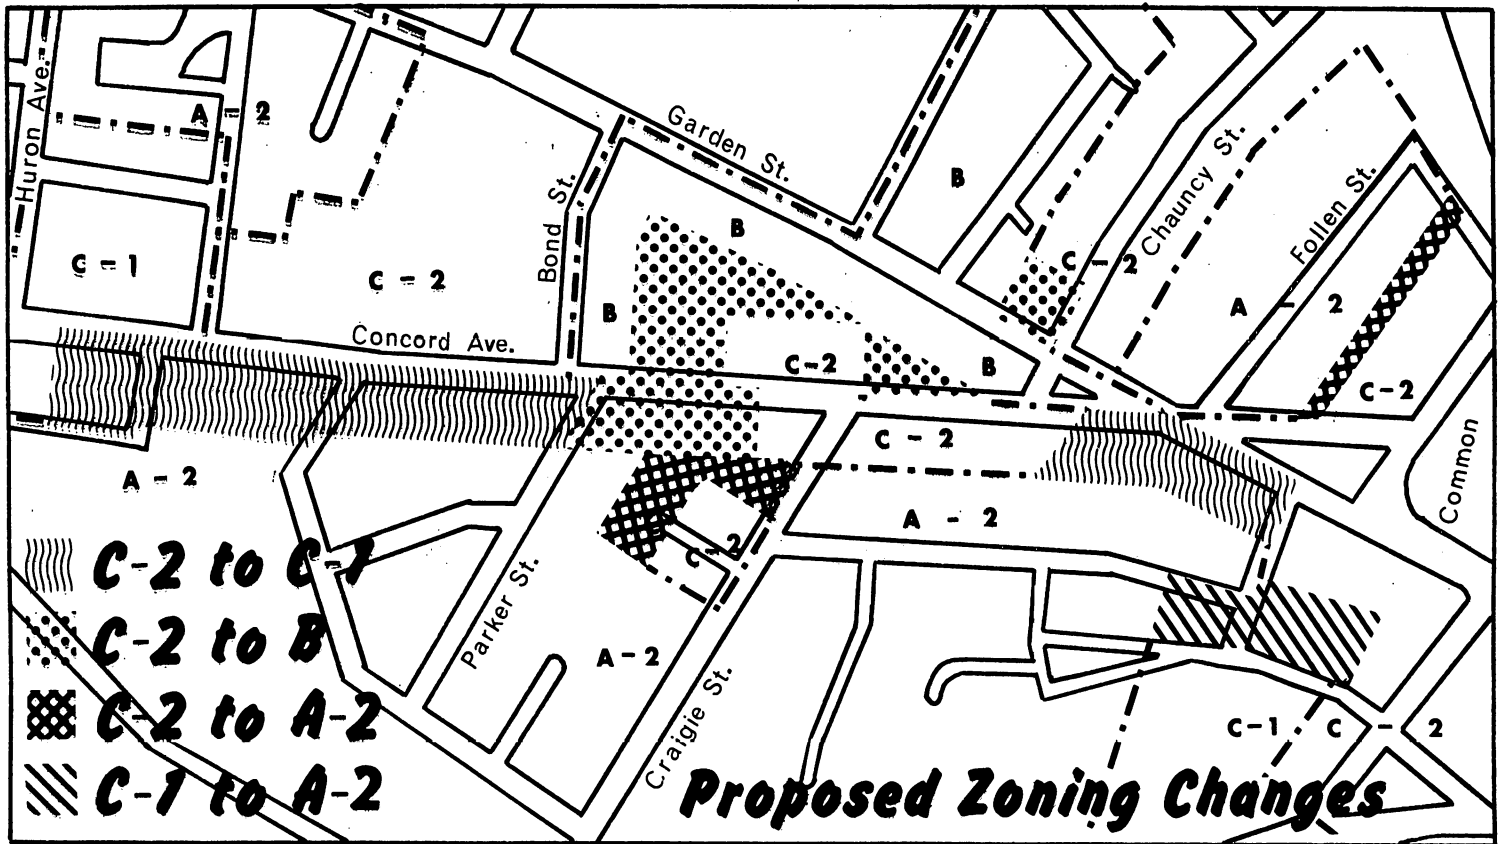 Huron Ave.
A - 2
Garden St.
B
Chauncy St.
Follen St.
Bond St.
B
C - 1
C - 2
C - 2
A - 2
B
Concord Ave.
C-2
B
C-2
C - 2
Common
A - 2
A - 2
C-2
Parker St.
A-2
Craigie St.
C-1
C - 2
C-2 to C-1
C-2 to B
C-2 to A-2
C-1 to A-2
Proposed Zoning Changes